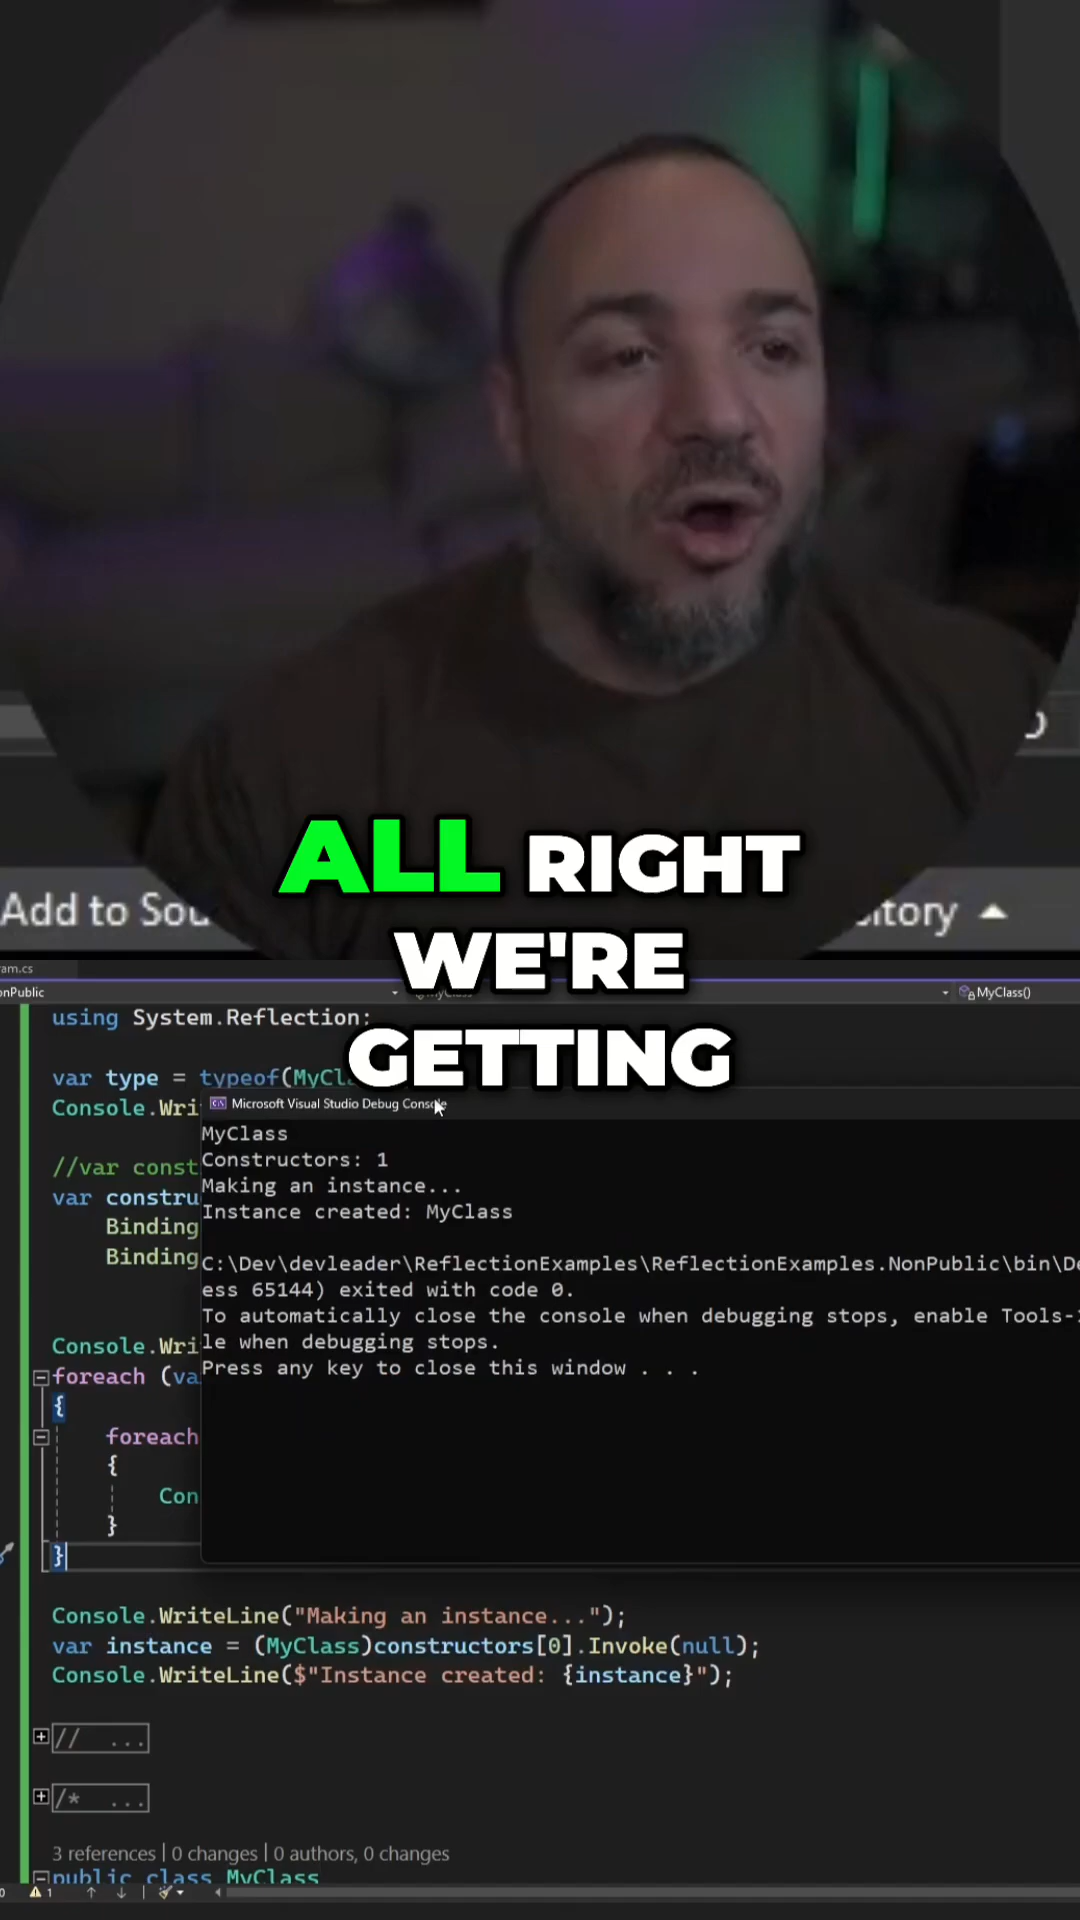 Add to Sou
itory
ALL RIGHT
WE'RE
GETTING
am.cs
onPublic
MyClass()
using System.Reflection;
var type = typeof(MyCl
Console.Wri
Microsoft Visual Studio Debug Console
MyClass
Constructors: 1
//var const
Making an instance...
var constru
Instance created: MyClass
Binding
Binding
C:\Dev\devleader\ReflectionExamples\ReflectionExamples.NonPublic\bin\De
ess 65144) exited with code 0.
To automatically close the console when debugging stops, enable Tools-
Console.Wri
le when debugging stops.
foreach (va
Press any key to close this window . . .
{
foreach
{
Con
}
}
Console.WriteLine("Making an instance...");
var instance = (MyClass)constructors[0].Invoke(null);
Console.WriteLine($"Instance created: {instance}");
// ...
/* ...
3 references | 0 changes | 0 authors, 0 changes
public class MyClass
1